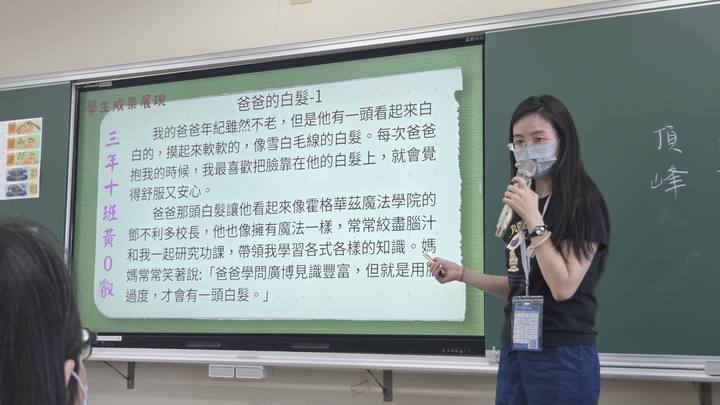 學生成果展現
爸爸的白髮-1
三年十班黃O叡
我的爸爸年紀雖然不老，但是他有一頭看起來白
白的，摸起來軟軟的，像雪白毛線的白髮。每次爸爸
抱我的時候，我最喜歡把臉靠在他的白髮上，就會覺
得舒服又安心。
爸爸那頭白髮讓他看起來像霍格華茲魔法學院的
鄧不利多校長，他也像擁有魔法一樣，常常絞盡腦汁
和我一起研究功課，帶領我學習各式各樣的知識。媽
媽常常笑著說:「爸爸學問廣博見識豐富，但就是用腦
過度，才會有一頭白髮。」
頂
峰